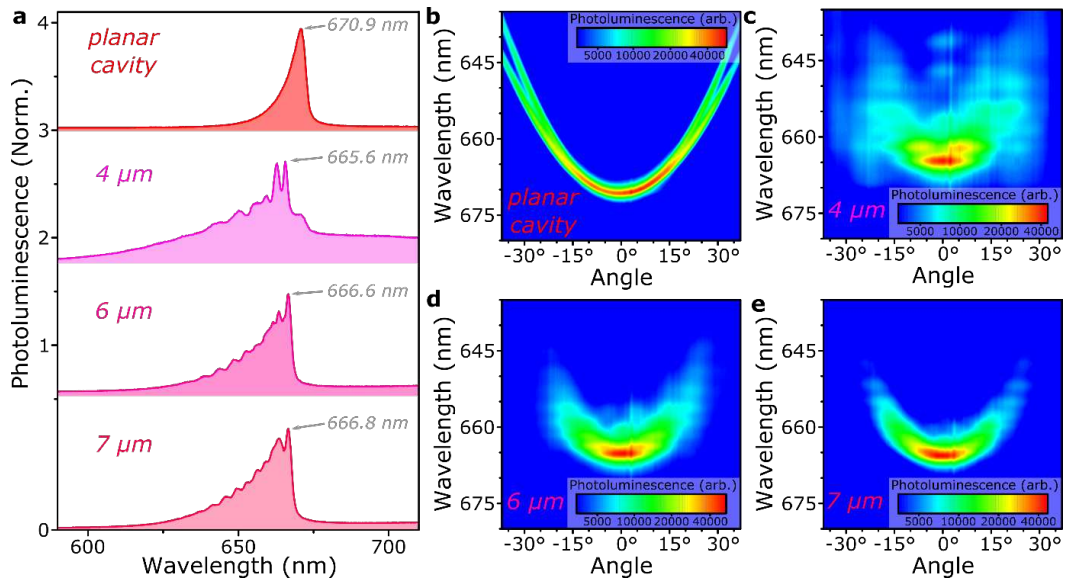 a
Photoluminescence (Norm.)
4
3
2
1
0
planar
cavity
670.9 nm
4 µm
665.6 nm
6 µm
666.6 nm
7 µm
666.8 nm
600
650
700
Wavelength (nm)
b
Wavelength (nm)
645
660
675
Photoluminescence (arb.)
5000 10000 20000 40000
planar
cavity
-30° -15° 0° 15° 30°
Angle
c
Wavelength (nm)
645
660
675
Photoluminescence (arb.)
5000 10000 20000 40000
4 µm
-30° -15° 0° 15° 30°
Angle
d
Wavelength (nm)
645
660
675
Photoluminescence (arb.)
5000 10000 20000 40000
6 µm
-30° -15° 0° 15° 30°
Angle
e
Wavelength (nm)
645
660
675
Photoluminescence (arb.)
5000 10000 20000 40000
7 µm
-30° -15° 0° 15° 30°
Angle